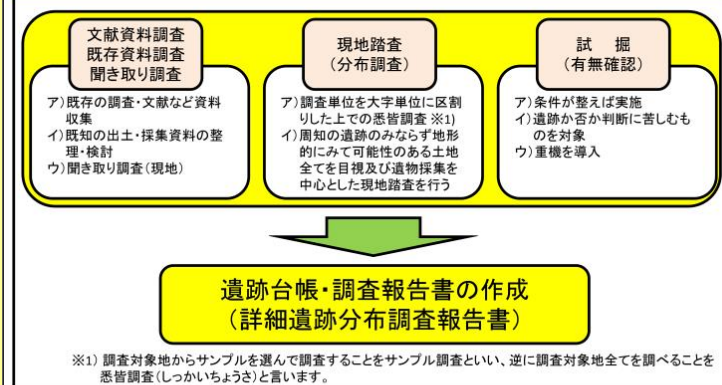 文献資料調査
既存資料調査
聞き取り調査
ア)既存の調査・文献など資料
収集
イ)既知の出土・採集資料の整
理・検討
ウ)聞き取り調査(現地)
現地踏査
(分布調査)
ア)調査単位を大字単位に区割
りした上での悉皆調査 ※1)
イ)周知の遺跡のみならず地形
的にみて可能性のある土地
全てを目視及び遺物採集を
中心とした現地踏査を行う
試 掘
(有無確認)
ア)条件が整えば実施
イ)遺跡か否か判断に苦しむも
のを対象
ウ)重機を導入
遺跡台帳・調査報告書の作成
(詳細遺跡分布調査報告書)
※1) 調査対象地からサンプルを選んで調査することをサンプル調査といい、逆に調査対象地全てを調べることを
悉皆調査(しっかいちょうさ)と言います。